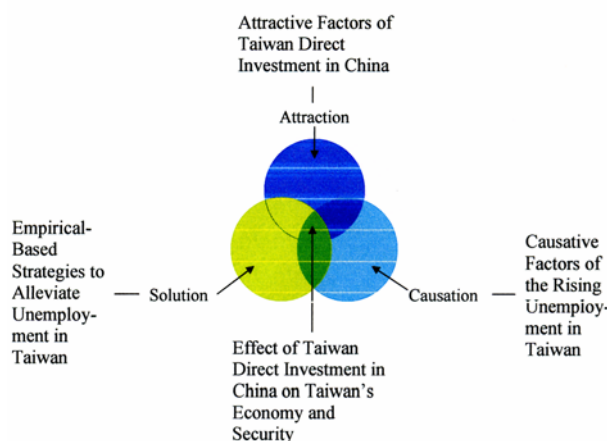 Attractive Factors of
Taiwan Direct
Investment in China
Attraction
Empirical-
Based
Strategies to
Alleviate
Unemploy-
ment in
Taiwan
Solution
Causation
Causative
Factors of
the Rising
Unemploy-
ment in
Taiwan
Effect of Taiwan
Direct Investment in
China on Taiwan's
Economy and
Security